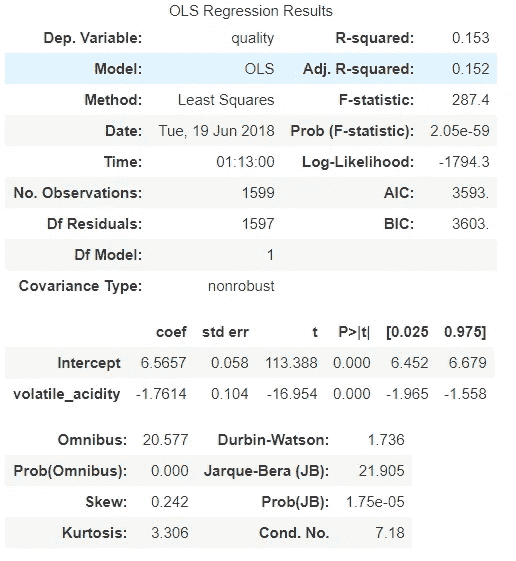 OLS Regression Results
Dep. Variable: quality R-squared: 0.153
Model: OLS Adj. R-squared: 0.152
Method: Least Squares F-statistic: 287.4
Date: Tue, 19 Jun 2018 Prob (F-statistic): 2.05e-59
Time: 01:13:00 Log-Likelihood: -1794.3
No. Observations: 1599 AIC: 3593.
Df Residuals: 1597 BIC: 3603.
Df Model: 1
Covariance Type: nonrobust
coef std err t P>|t| [0.025 0.975]
Intercept 6.5657 0.058 113.388 0.000 6.452 6.679
volatile_acidity -1.7614 0.104 -16.954 0.000 -1.965 -1.558
Omnibus: 20.577 Durbin-Watson: 1.736
Prob(Omnibus): 0.000 Jarque-Bera (JB): 21.905
Skew: 0.242 Prob(JB): 1.75e-05
Kurtosis: 3.306 Cond. No. 7.18